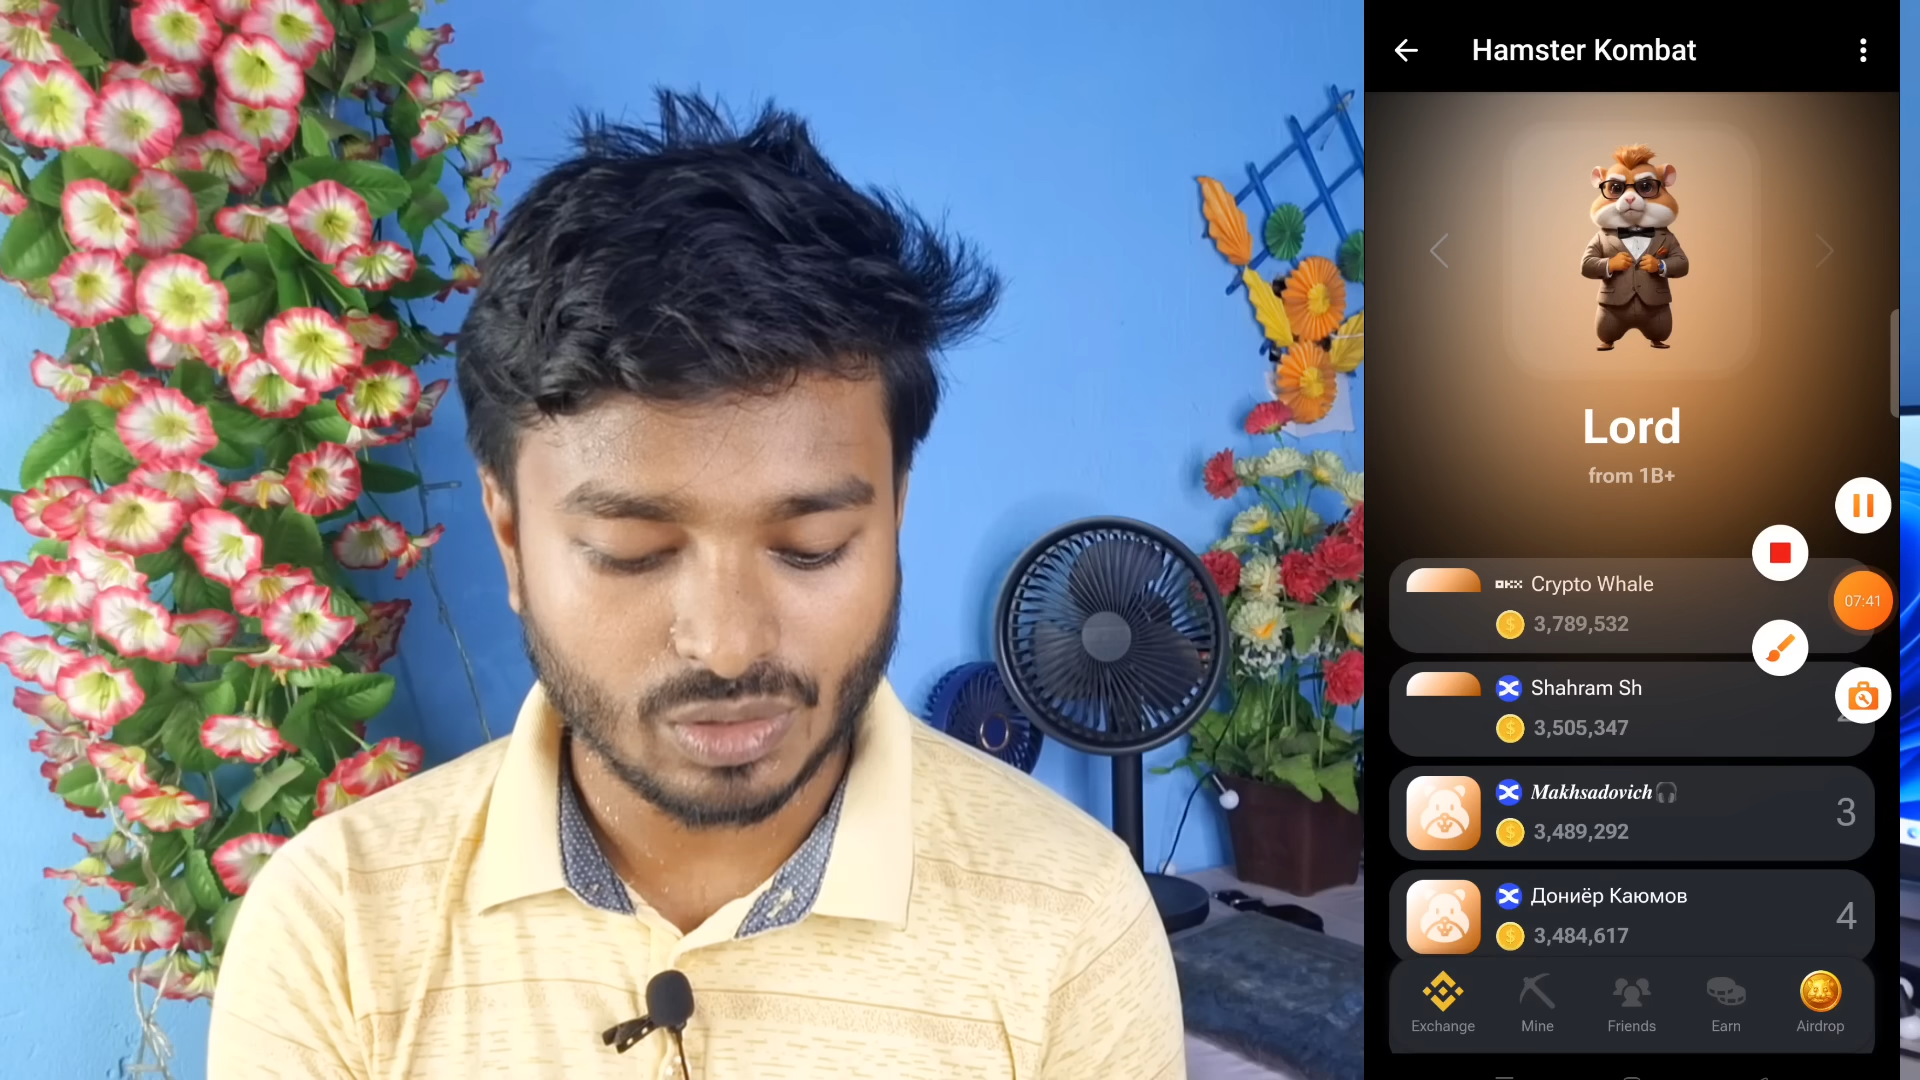 Hamster Kombat
Lord
from 1B+
OKX Crypto Whale
3,789,532
07:41
Shahram Sh
3,505,347
Makhsadovich
3,489,292
3
Дониёр Каюмов
3,484,617
4
Exchange
Mine
Friends
Earn
Airdrop